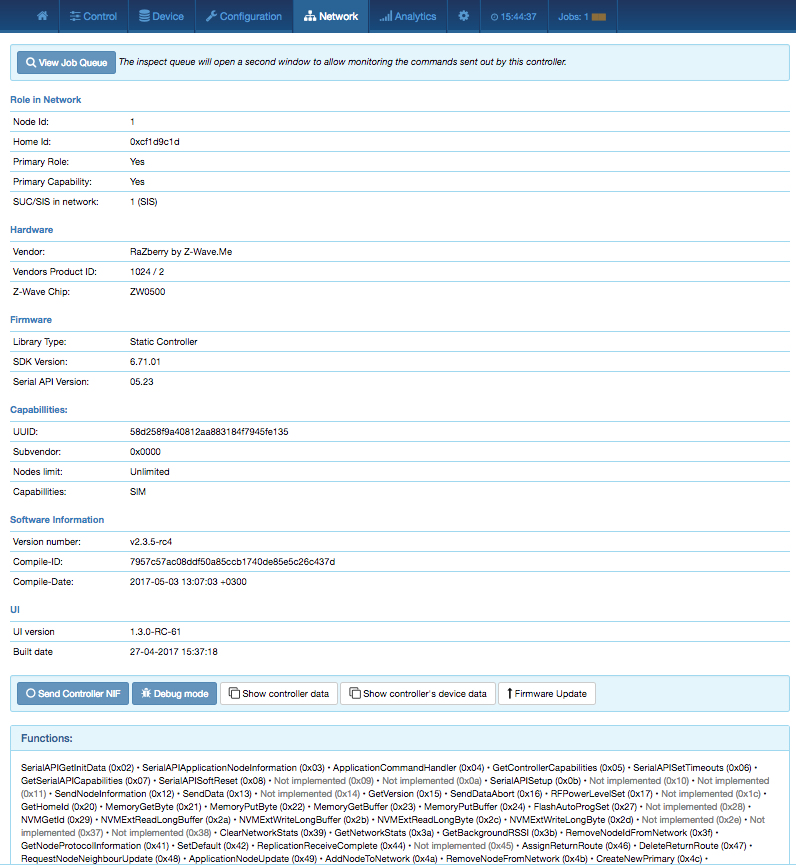 Control Device Configuration Network Analytics 15:44:37 Jobs: 1
View Job Queue The inspect queue will open a second window to allow monitoring the commands sent out by this controller.
Role in Network
Node Id: 1
Home Id: 0xcf1d9c1d
Primary Role: Yes
Primary Capability: Yes
SUC/SIS in network: 1 (SIS)
Hardware
Vendor: RaZberry by Z-Wave.Me
Vendors Product ID: 1024 / 2
Z-Wave Chip: ZW0500
Firmware
Library Type: Static Controller
SDK Version: 6.71.01
Serial API Version: 05.23
Capabillities:
UUID: 58d258f9a40812aa883184f7945fe135
Subvendor: 0x0000
Nodes limit: Unlimited
Capabillities: SIM
Software Information
Version number: v2.3.5-rc4
Compile-ID: 7957c57ac08ddf50a85ccb1740de85e5c26c437d
Compile-Date: 2017-05-03 13:07:03 +0300
UI
UI version 1.3.0-RC-61
Built date 27-04-2017 15:37:18
Send Controller NIF Debug mode Show controller data Show controller's device data Firmware Update
Functions:
SerialAPIGetInitData (0x02) • SerialAPIApplicationNodeInformation (0x03) • ApplicationCommandHandler (0x04) • GetControllerCapabilities (0x05) • SerialAPISetTimeouts (0x06) •
GetSerialAPICapabilities (0x07) • SerialAPISoftReset (0x08) • Not implemented (0x09) • Not implemented (0x0a) • SerialAPISetup (0x0b) • Not implemented (0x10) • Not implemented
(0x11) • SendNodeInformation (0x12) • SendData (0x13) • Not implemented (0x14) • GetVersion (0x15) • SendDataAbort (0x16) • RFPowerLevelSet (0x17) • Not implemented (0x1c) •
GetHomeId (0x20) • MemoryGetByte (0x21) • MemoryPutByte (0x22) • MemoryGetBuffer (0x23) • MemoryPutBuffer (0x24) • FlashAutoProgSet (0x27) • Not implemented (0x28) •
NVMGetId (0x29) • NVMExtReadLongBuffer (0x2a) • NVMExtWriteLongBuffer (0x2b) • NVMExtReadLongByte (0x2c) • NVMExtWriteLongByte (0x2d) • Not implemented (0x2e) • Not
implemented (0x37) • Not implemented (0x38) • ClearNetworkStats (0x39) • GetNetworkStats (0x3a) • GetBackgroundRSSI (0x3b) • RemoveNodeIdFromNetwork (0x3f) •
GetNodeProtocolInformation (0x41) • SetDefault (0x42) • ReplicationReceiveComplete (0x44) • Not implemented (0x45) • AssignReturnRoute (0x46) • DeleteReturnRoute (0x47) •
RequestNodeNeighbourUpdate (0x48) • ApplicationNodeUpdate (0x49) • AddNodeToNetwork (0x4a) • RemoveNodeFromNetwork (0x4b) • CreateNewPrimary (0x4c) •